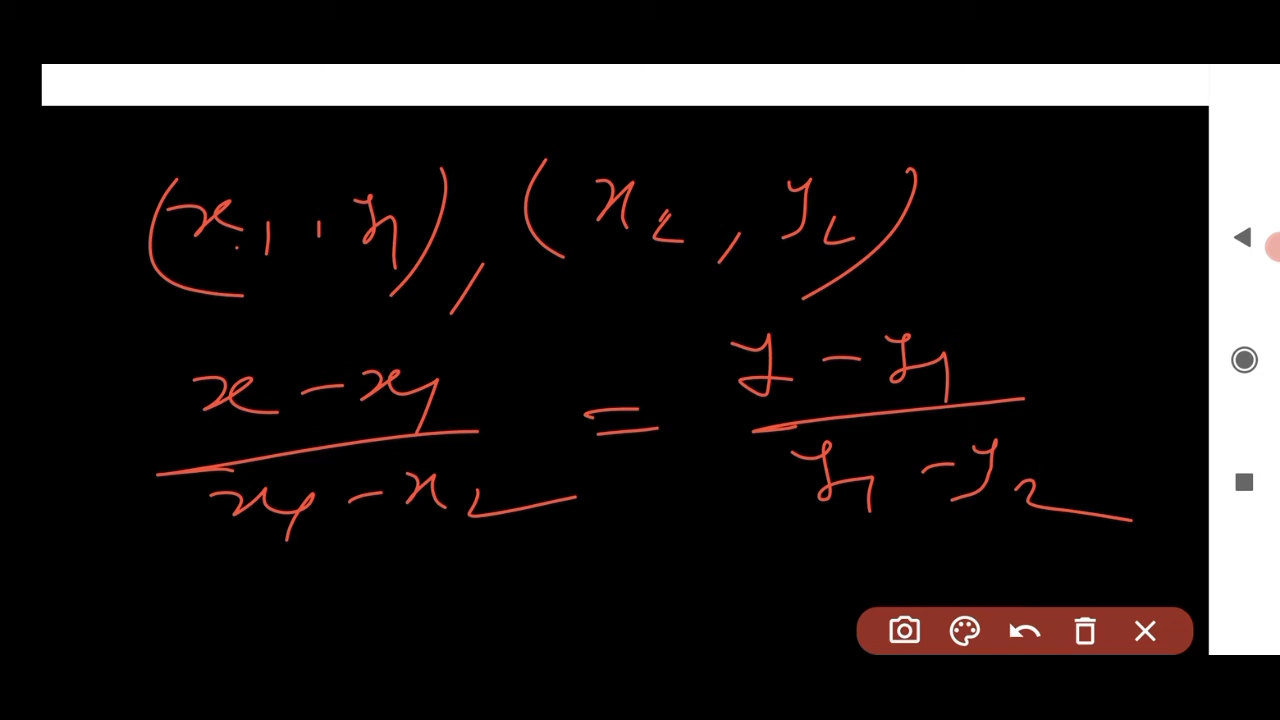 (x₁, y₁), (x₂, y₂)
(x - x₁)/(x₁ - x₂) = (y - y₁)/(y₁ - y₂)